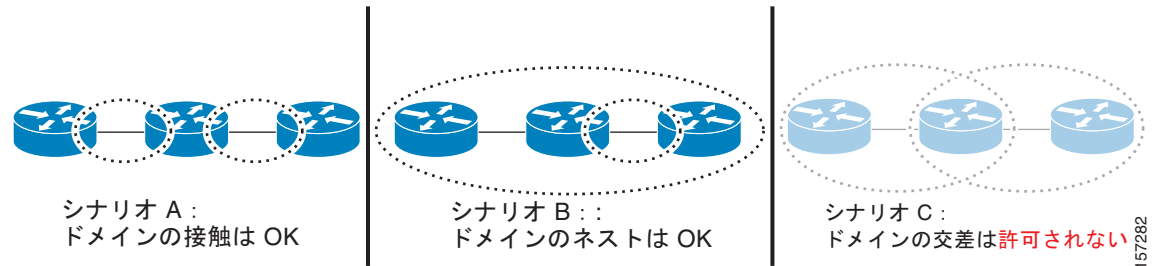 シナリオ A :
ドメインの接触は OK
シナリオ B : :
ドメインのネストは OK
シナリオ C :
ドメインの交差は許可されない
157282